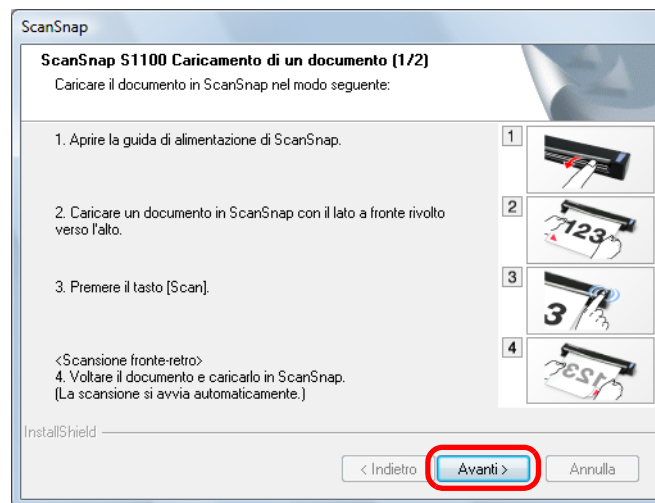 ScanSnap
ScanSnap S1100 Caricamento di un documento (1/2)
Caricare il documento in ScanSnap nel modo seguente:
1. Aprire la guida di alimentazione di ScanSnap.
1
2. Caricare un documento in ScanSnap con il lato a fronte rivolto
verso l'alto.
2
123
3. Premere il tasto [Scan].
3
3
<Scansione fronte-retro>
4. Voltare il documento e caricarlo in ScanSnap.
(La scansione si avvia automaticamente.)
4
123
InstallShield
< Indietro
Avanti >
Annulla